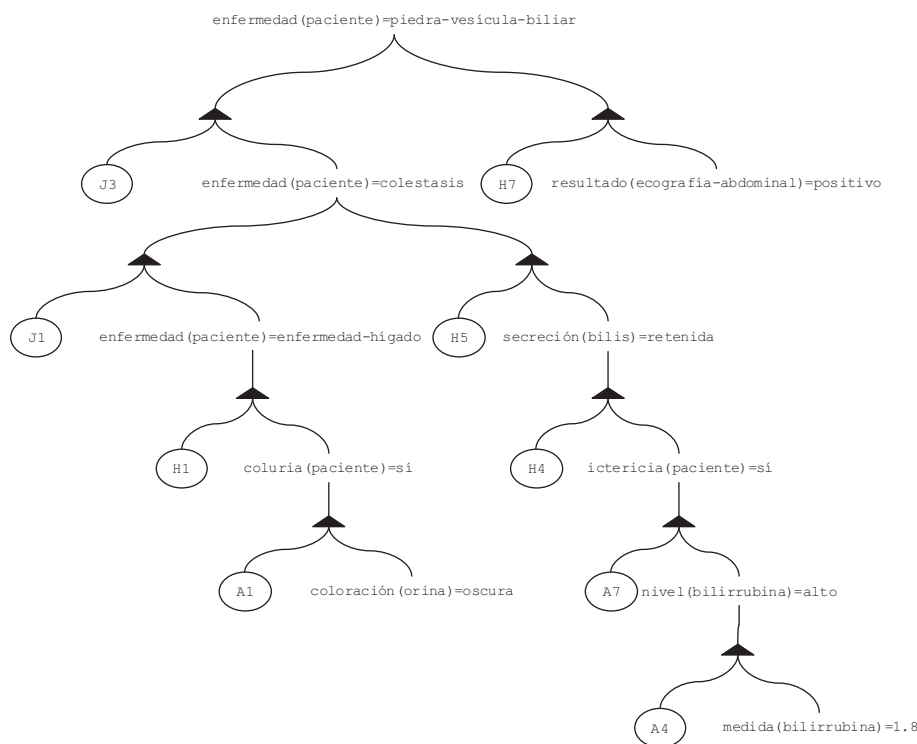 enfermedad(paciente)=piedra-vesícula-biliar
J3
enfermedad(paciente)=colestasis
H7
resultado(ecografía-abdominal)=positivo
J1
enfermedad(paciente)=enfermedad-hígado
H5
secreción(bilis)=retenida
H1
coluria(paciente)=sí
H4
ictericia(paciente)=sí
A1
coloración(orina)=oscura
A7
nivel(bilirrubina)=alto
A4
medida(bilirrubina)=1.8